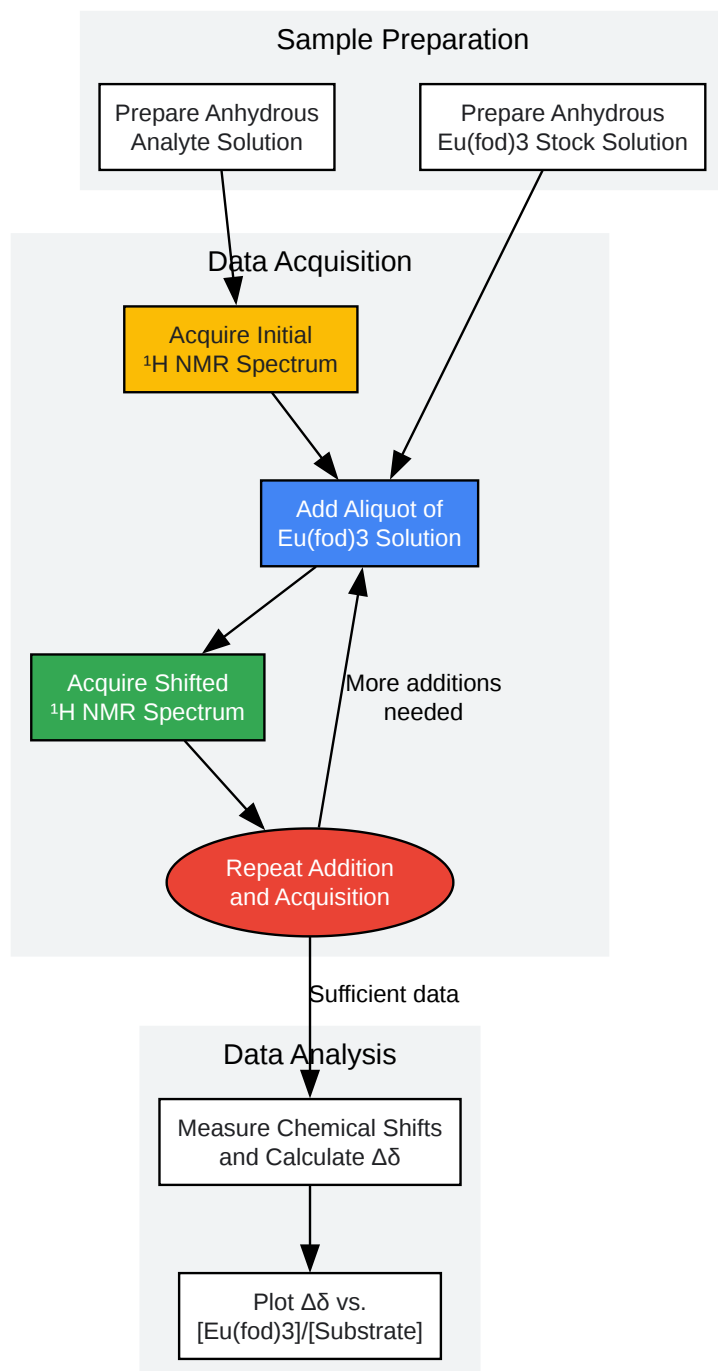 Sample Preparation
Prepare Anhydrous
Analyte Solution
Prepare Anhydrous
Eu(fod)3 Stock Solution
Data Acquisition
Acquire Initial
¹H NMR Spectrum
Add Aliquot of
Eu(fod)3 Solution
Acquire Shifted
¹H NMR Spectrum
More additions
needed
Repeat Addition
and Acquisition
Sufficient data
Data Analysis
Measure Chemical Shifts
and Calculate Δδ
Plot Δδ vs.
[Eu(fod)3]/[Substrate]